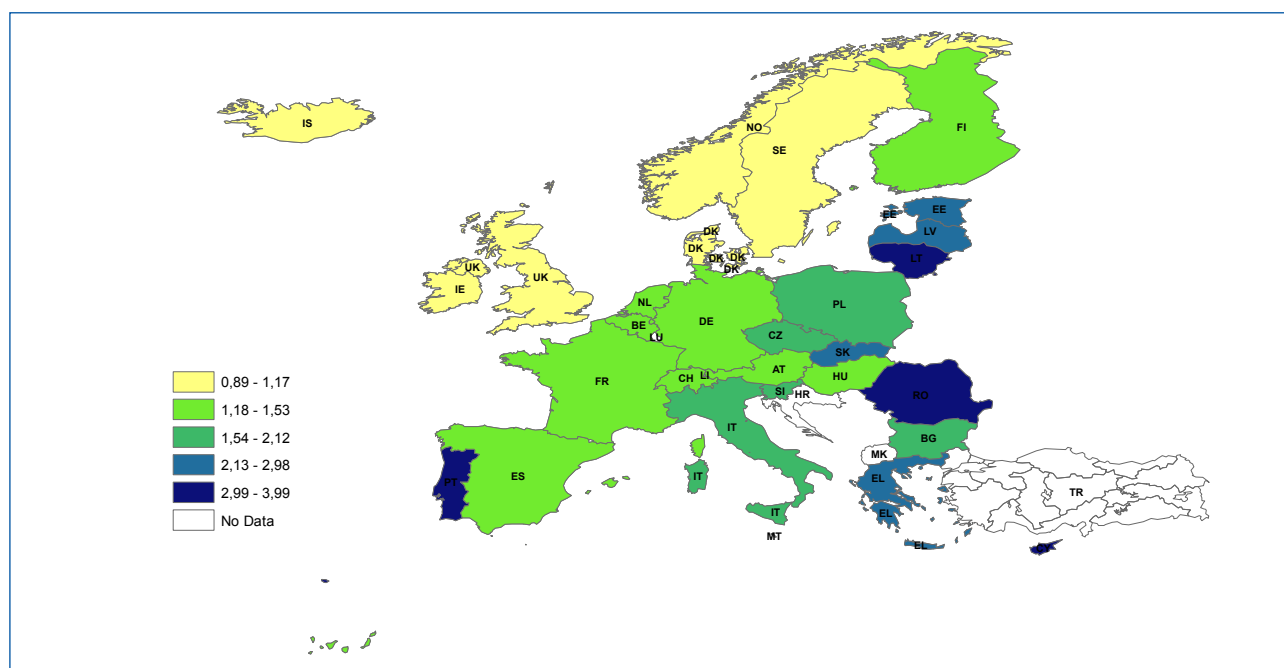 IS
NO
SE
FI
EE
EE
LV
LT
DK
DK
DK
DK
DK
UK
UK
IE
NL
BE
LU
DE
PL
CZ
SK
FR
CH
LI
AT
HU
SI
HR
RO
IT
BG
MK
PT
ES
IT
IT
EL
EL
EL
TR
MT
CY
0,89 - 1,17
1,18 - 1,53
1,54 - 2,12
2,13 - 2,98
2,99 - 3,99
No Data